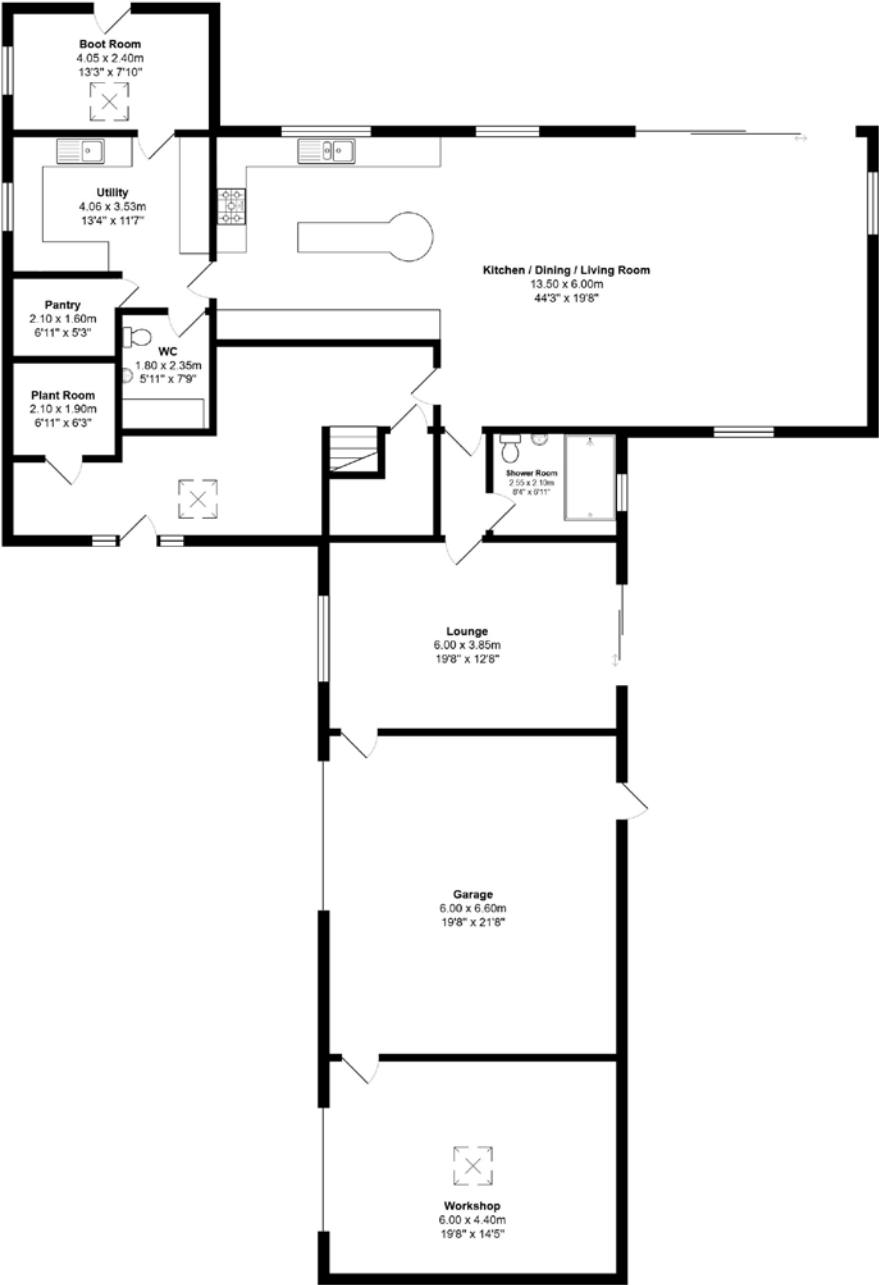 Boot Room
4.05 x 2.40m
13'3" x 7'10"
Utility
4.06 x 3.53m
13'4" x 11'7"
Kitchen / Dining / Living Room
13.50 x 6.00m
44'3" x 19'8"
Pantry
2.10 x 1.60m
6'11" x 5'3"
WC
1.80 x 2.35m
5'11" x 7'9"
Plant Room
2.10 x 1.90m
6'11" x 6'3"
Shower Room
2.55 x 2.10m
8'4" x 6'11"
Lounge
6.00 x 3.85m
19'8" x 12'8"
Garage
6.00 x 6.60m
19'8" x 21'8"
Workshop
6.00 x 4.40m
19'8" x 14'5"